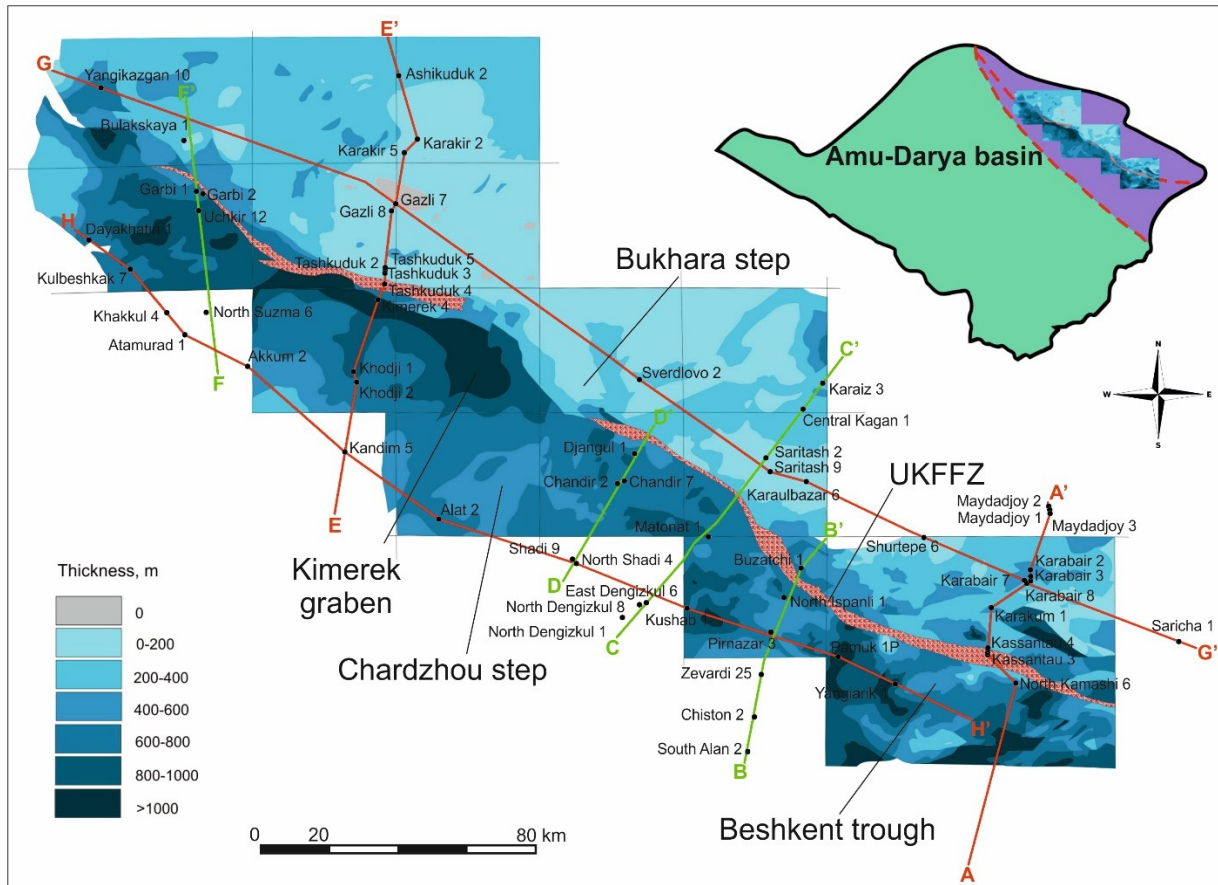 E'
G
Yangikazgan 10
Ashikuduk 2
F'
Bulakskaya 1
Karakir 2
Karakir 5
Amu-Darya basin
Garbi 1
Garbi 2
Uchkir 12
Gazli 7
Gazli 8
H
Dayakhatin 1
Kulbeshkak 7
Tashkuduk 5
Tashkuduk 2
Tashkuduk 3
Tashkuduk 4
Kimerek 4
Bukhara step
Khakkul 4
North Suzma 6
Atamurad 1
Akkum 2
F
Khodji 1
Khodji 2
N
W
E
S
C'
Sverdlovo 2
Karaiz 3
Central Kagan 1
D'
Djangul 1
Kandim 5
Saritash 2
Saritash 9
Chandir 2
Chandir 7
Karaulbazar 6
UKFFZ
E
Alat 2
Maydadjoy 2
Maydadjoy 1
A'
Maydadjoy 3
Matonat 1
B'
Shurtepe 6
Shadi 9
North Shadi 4
Buzatchi 1
Karabair 2
Karabair 3
Karabair 7
Karabair 8
Kimerek
graben
D
East Dengizkul 6
North Dengizkul 8
North Dengizkul 1
Kushab 1
North Ispanli 1
Karakum 1
Saricha 1
G'
C
Pirnazar 3
Pamuk 1P
Kassantau 4
Kassantau 3
Chardzhou step
Zevardi 25
Yangiarik 1
North Kamashi 6
Chiston 2
H'
South Alan 2
B
Beshkent trough
A
Thickness, m
0
0-200
200-400
400-600
600-800
800-1000
>1000
0 20 80 km